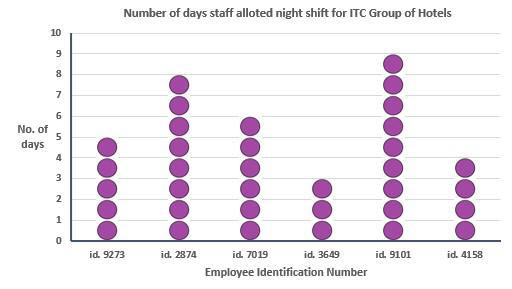 Number of days staff alloted night shift for ITC Group of Hotels
10
9
8
7
6
5
4
3
2
1
0
No. of
days
id. 9273 id. 2874 id. 7019 id. 3649 id. 9101 id. 4158
Employee Identification Number